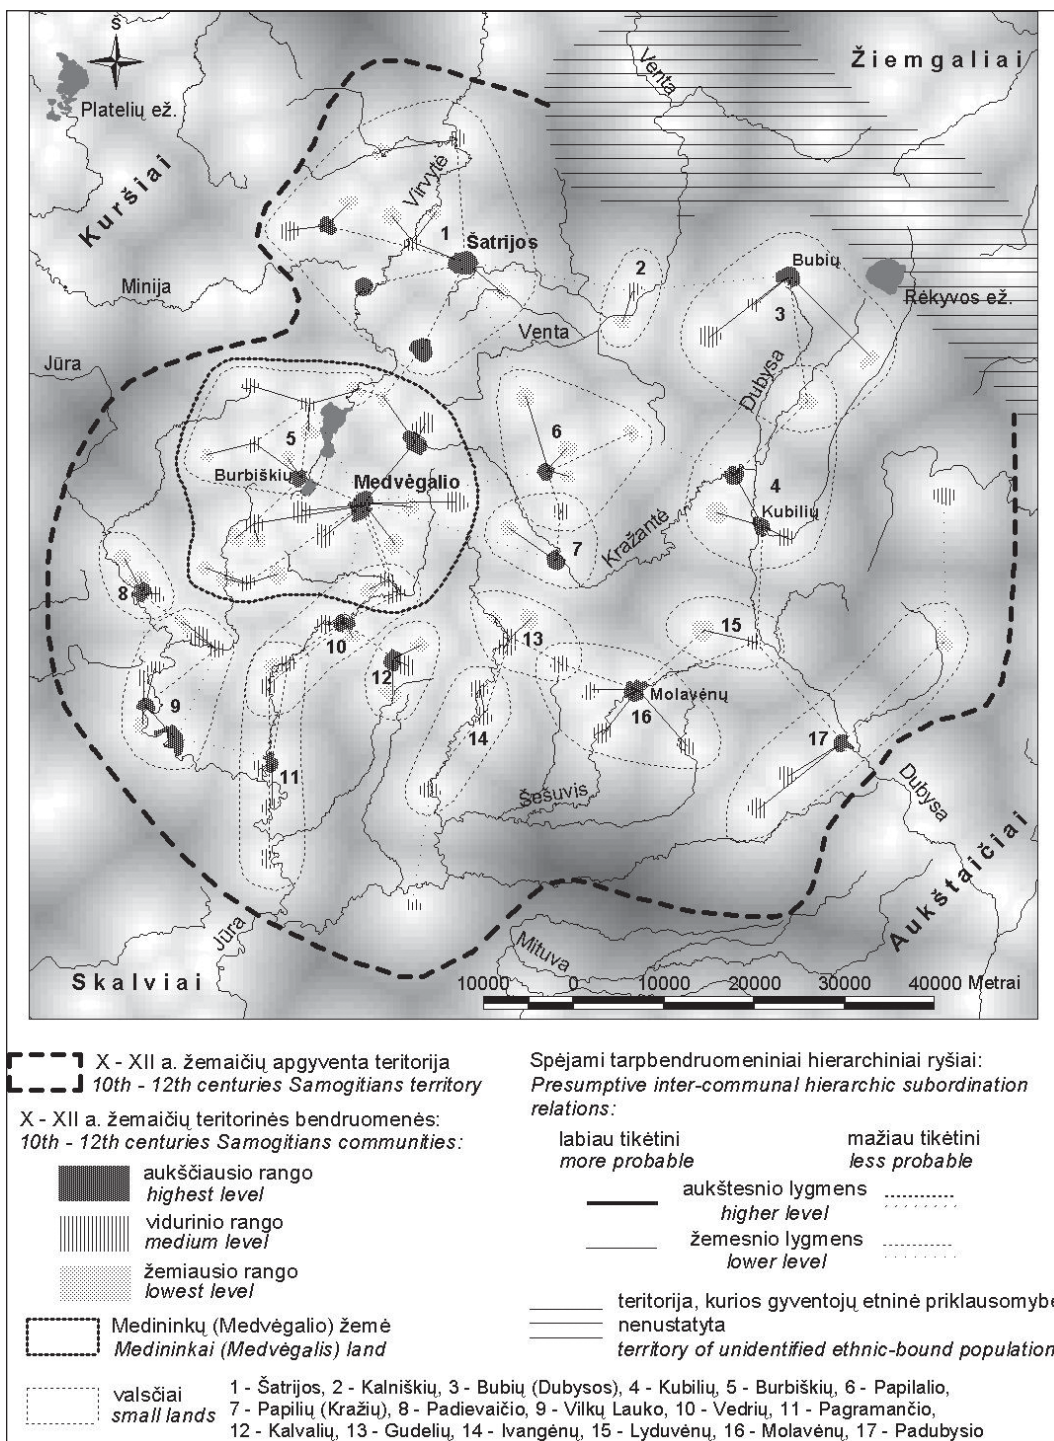 Š
Venta
Žiemgaliai
Platelių ež.
Kuršiai
Virvytė
1
Šatrijos
2
Bubių
Minija
Rėkyvos ež.
3
Venta
Jūra
Dubysa
5
6
Burbiškių
Medvėgalio
4
Kubilių
Kražantė
7
8
10
13
15
12
Molavėnų
9
16
14
17
11
Šešuvis
Dubysa
Aukštaičiai
Jūra
Mituva
Skalviai
10000 0 10000 20000 30000 40000 Metrai
X - XII a. žemaičių apgyventa teritorija
10th - 12th centuries Samogitians territory
X - XII a. žemaičių teritorinės bendruomenės:
10th - 12th centuries Samogitians communities:
aukščiausio rango
highest level
vidurinio rango
medium level
žemiausio rango
lowest level
Medininkų (Medvėgalio) žemė
Medininkai (Medvėgalis) land
Spėjami tarpbendruomeniniai hierarchiniai ryšiai:
Presumptive inter-communal hierarchic subordination
relations:
labiau tikėtini mažiau tikėtini
more probable less probable
aukštesnio lygmens
higher level
žemesnio lygmens
lower level
teritorija, kurios gyventojų etninė priklausomybė
nenustatyta
territory of unidentified ethnic-bound population
valsčiai
small lands
1 - Šatrijos, 2 - Kalniškių, 3 - Bubių (Dubysos), 4 - Kubilių, 5 - Burbiškių, 6 - Papilalio,
7 - Papilių (Kražių), 8 - Padievaičio, 9 - Vilkų Lauko, 10 - Vedrių, 11 - Pagramančio,
12 - Kalvalių, 13 - Gudelių, 14 - Ivangėnų, 15 - Lyduvėnų, 16 - Molavėnų, 17 - Padubysio